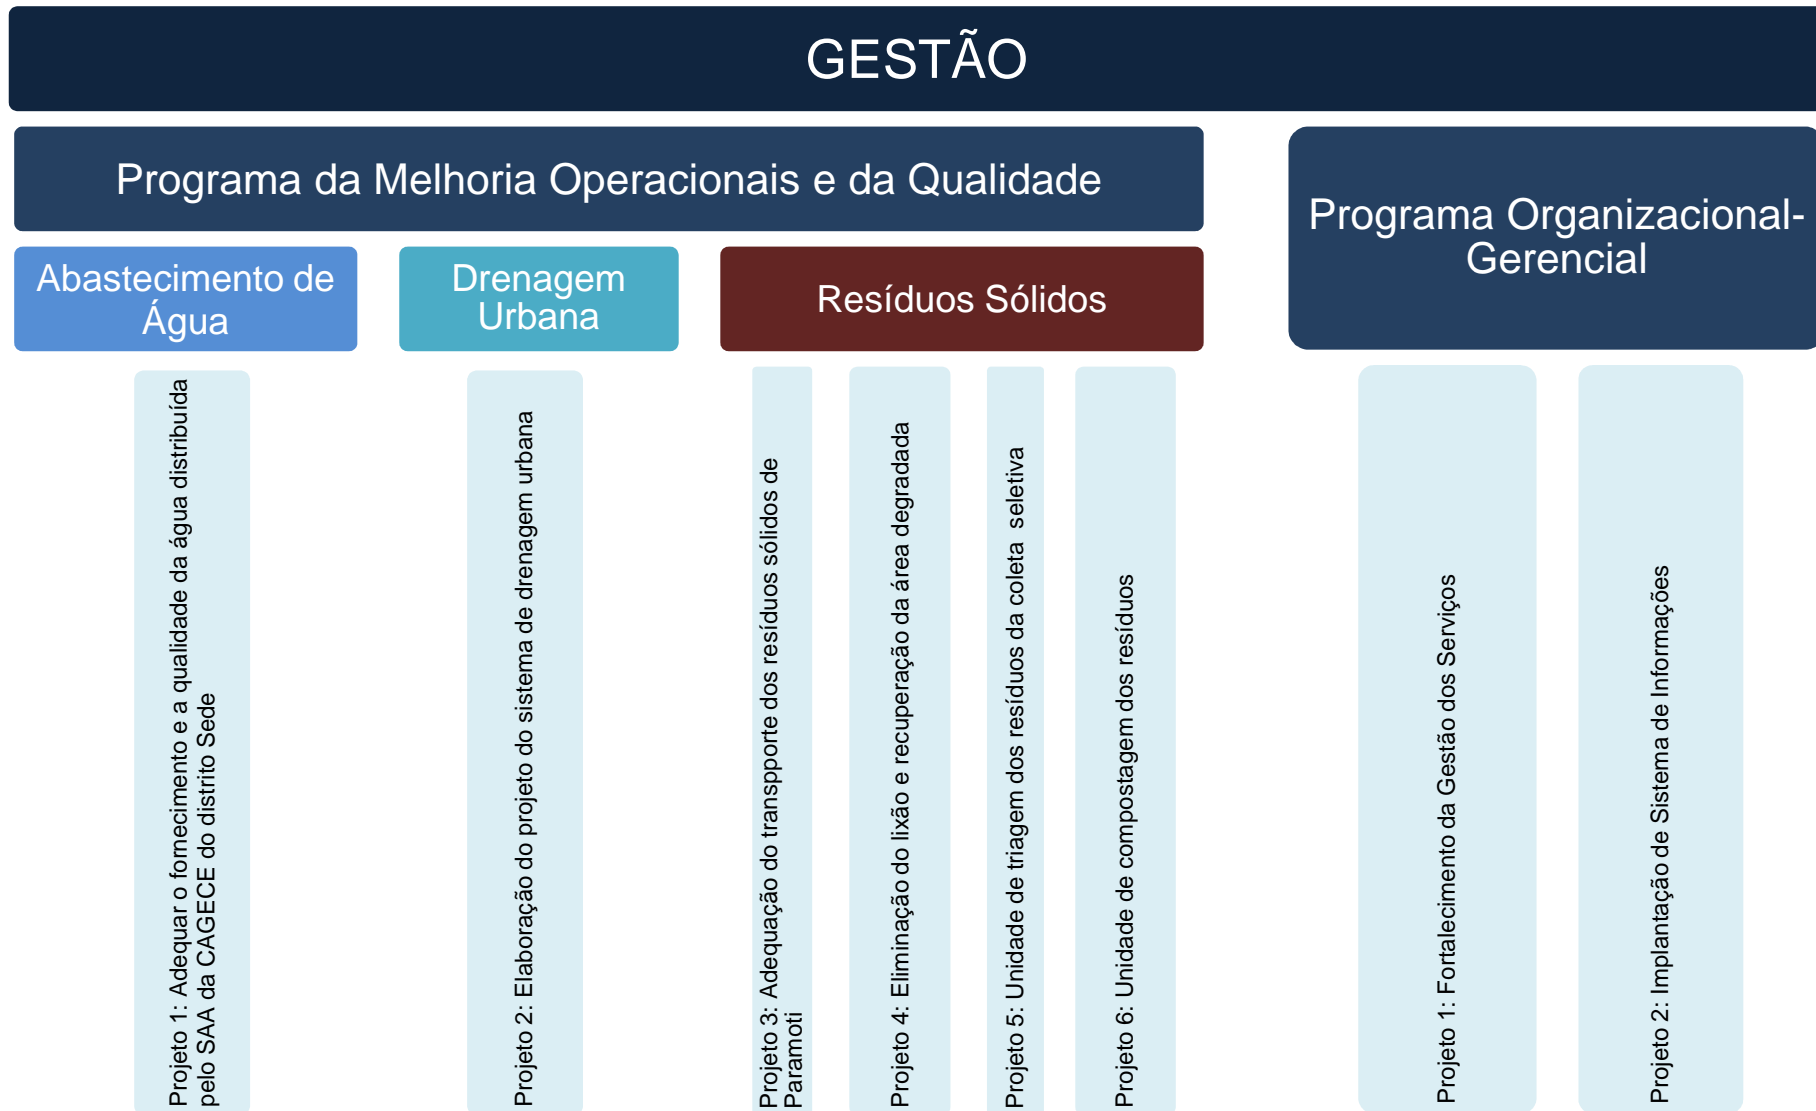 GESTÃO
Programa da Melhoria Operacionais e da Qualidade
Programa Organizacional-
Gerencial
Abastecimento de
Água
Drenagem
Urbana
Resíduos Sólidos
Projeto 1: Adequar o fornecimento e a qualidade da água distribuída
pelo SAA da CAGECE do distrito Sede
Projeto 2: Elaboração do projeto do sistema de drenagem urbana
Projeto 3: Adequação do transpporte dos resíduos sólidos de
Paramoti
Projeto 4: Eliminação do lixão e recuperação da área degradada
Projeto 5: Unidade de triagem dos resíduos da coleta  seletiva
Projeto 6: Unidade de compostagem dos resíduos
Projeto 1: Fortalecimento da Gestão dos Serviços
Projeto 2: Implantação de Sistema de Informações